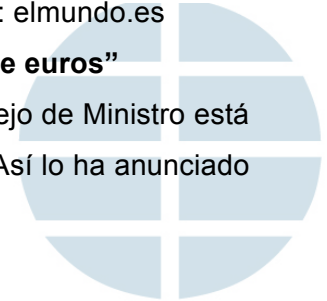 : elmundo.es
e euros”
ejo de Ministro está
Así lo ha anunciado